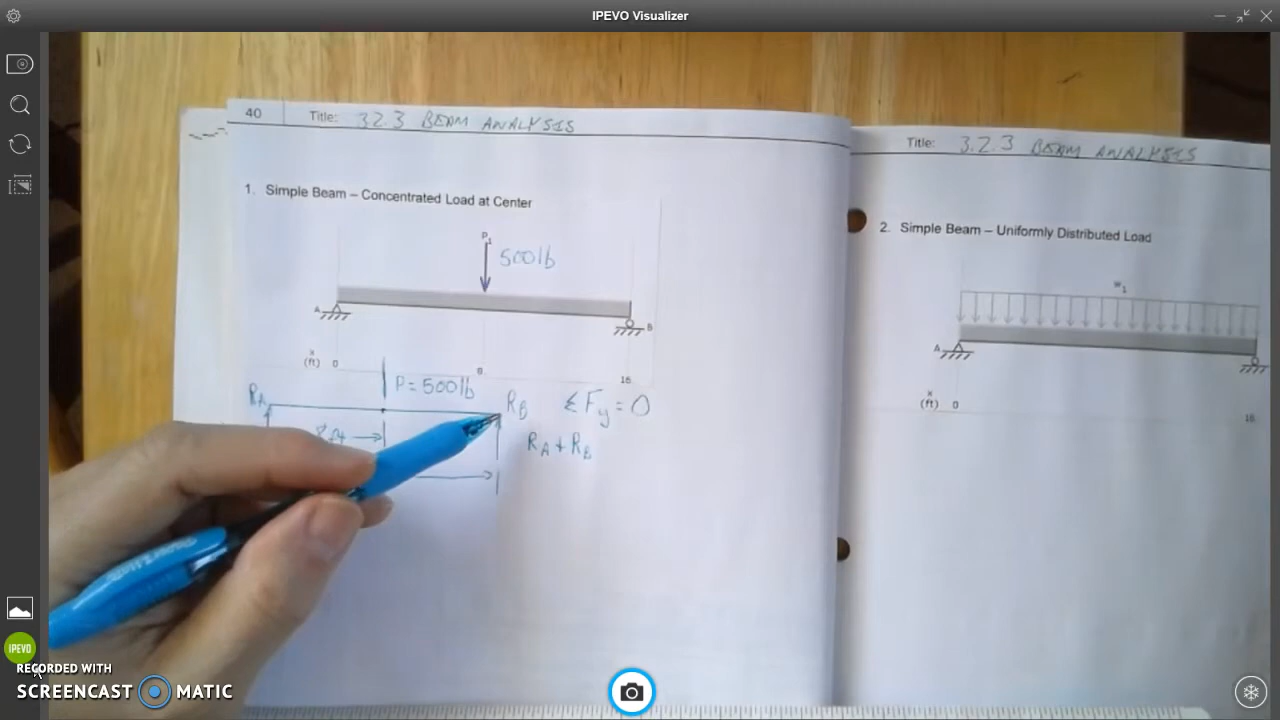 IPEVO Visualizer
40
Title: 3.2.3 BEAM ANALYSIS
1. Simple Beam – Concentrated Load at Center
P1
500lb
A
B
x
(ft) 0
8
16
RA
P = 500lb
RB
ΣFy = 0
8ft
RA + RB
Title: 3.2.3 BEAM ANALYSIS
2. Simple Beam – Uniformly Distributed Load
w1
A
x
(ft) 0
16
IPEVO
RECORDED WITH
SCREENCAST MATIC